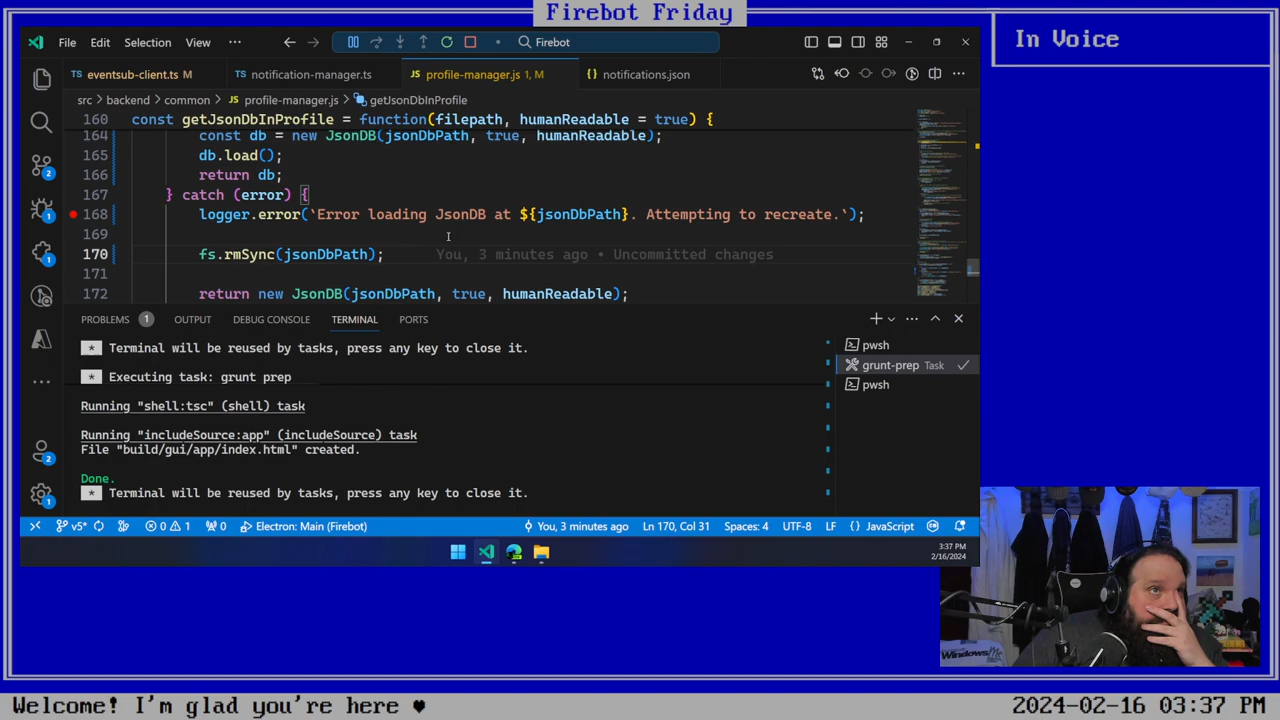 Firebot Friday
In Voice
File Edit Selection View ··· Firebot
TS eventsub-client.ts M TS notification-manager.ts JS profile-manager.js 1, M {} notifications.json
src > backend > common > JS profile-manager.js > getJsonDbInProfile
160 const getJsonDbInProfile = function(filepath, humanReadable = true) {
164 const db = new JsonDB(jsonDbPath, true, humanReadable);
165 db.load();
166 return db;
167 } catch (error) {
168 logger.error(`Error loading JsonDB at ${jsonDbPath}. Attempting to recreate.`);
169
170 fs.rmSync(jsonDbPath); You, 3 minutes ago • Uncommitted changes
171
172 return new JsonDB(jsonDbPath, true, humanReadable);
PROBLEMS 1 OUTPUT DEBUG CONSOLE TERMINAL PORTS
* Terminal will be reused by tasks, press any key to close it.
* Executing task: grunt prep
Running "shell:tsc" (shell) task
Running "includeSource:app" (includeSource) task
File "build/gui/app/index.html" created.
Done.
* Terminal will be reused by tasks, press any key to close it.
pwsh
grunt-prep Task
pwsh
v5* 0 1 0 Electron: Main (Firebot) You, 3 minutes ago Ln 170, Col 31 Spaces: 4 UTF-8 LF {} JavaScript
3:37 PM
2/16/2024
Windows Me
Welcome! I'm glad you're here ♥
2024-02-16 03:37 PM